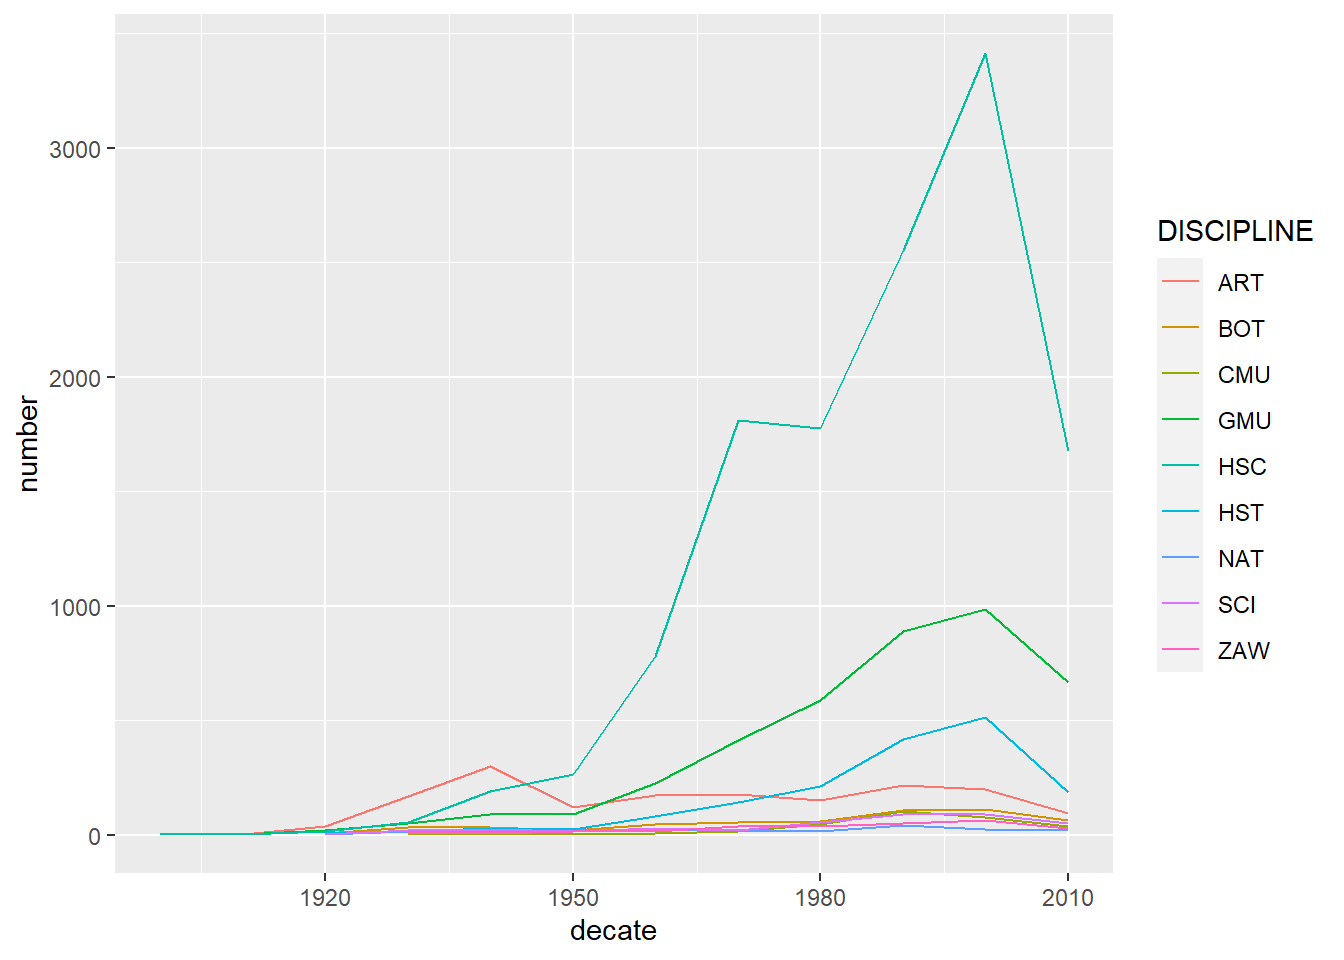 3000
2000
1000
0
number
1920 1950 1980 2010
decate
DISCIPLINE
ART
BOT
CMU
GMU
HSC
HST
NAT
SCI
ZAW